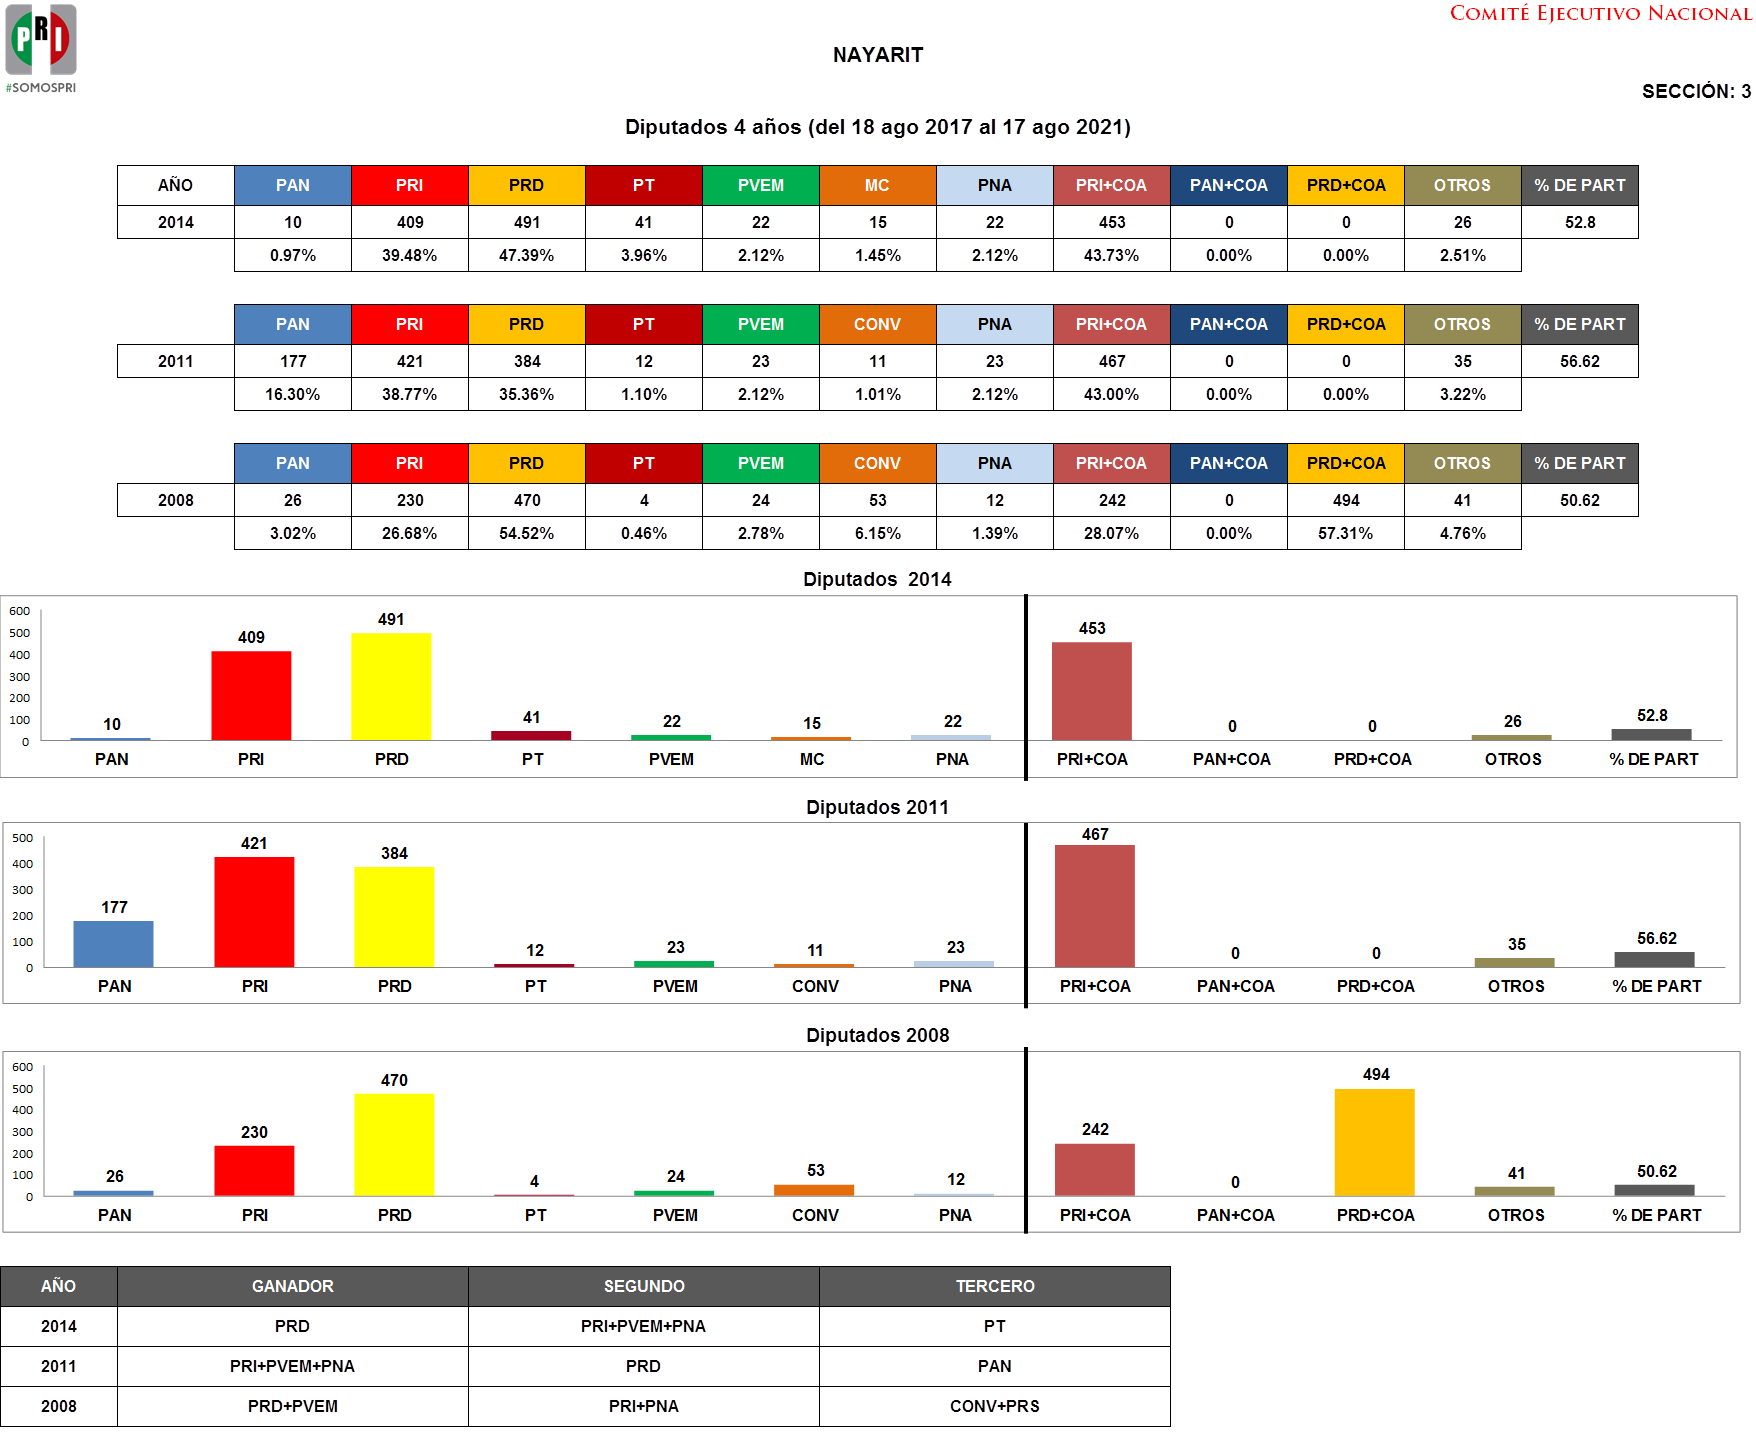 COMITÉ EJECUTIVO NACIONAL
PRI
#SOMOSPRI
NAYARIT
SECCIÓN: 3
Diputados 4 años (del 18 ago 2017 al 17 ago 2021)
AÑO PAN PRI PRD PT PVEM MC PNA PRI+COA PAN+COA PRD+COA OTROS % DE PART
2014 10 409 491 41 22 15 22 453 0 0 26 52.8
0.97% 39.48% 47.39% 3.96% 2.12% 1.45% 2.12% 43.73% 0.00% 0.00% 2.51%
PAN PRI PRD PT PVEM CONV PNA PRI+COA PAN+COA PRD+COA OTROS % DE PART
2011 177 421 384 12 23 11 23 467 0 0 35 56.62
16.30% 38.77% 35.36% 1.10% 2.12% 1.01% 2.12% 43.00% 0.00% 0.00% 3.22%
PAN PRI PRD PT PVEM CONV PNA PRI+COA PAN+COA PRD+COA OTROS % DE PART
2008 26 230 470 4 24 53 12 242 0 494 41 50.62
3.02% 26.68% 54.52% 0.46% 2.78% 6.15% 1.39% 28.07% 0.00% 57.31% 4.76%
Diputados 2014
600
500
400
300
200
100
0
10 409 491 41 22 15 22 453 0 0 26 52.8
PAN PRI PRD PT PVEM MC PNA PRI+COA PAN+COA PRD+COA OTROS % DE PART
Diputados 2011
500
400
300
200
100
0
177 421 384 12 23 11 23 467 0 0 35 56.62
PAN PRI PRD PT PVEM CONV PNA PRI+COA PAN+COA PRD+COA OTROS % DE PART
Diputados 2008
600
500
400
300
200
100
0
26 230 470 4 24 53 12 242 0 494 41 50.62
PAN PRI PRD PT PVEM CONV PNA PRI+COA PAN+COA PRD+COA OTROS % DE PART
AÑO GANADOR SEGUNDO TERCERO
2014 PRD PRI+PVEM+PNA PT
2011 PRI+PVEM+PNA PRD PAN
2008 PRD+PVEM PRI+PNA CONV+PRS